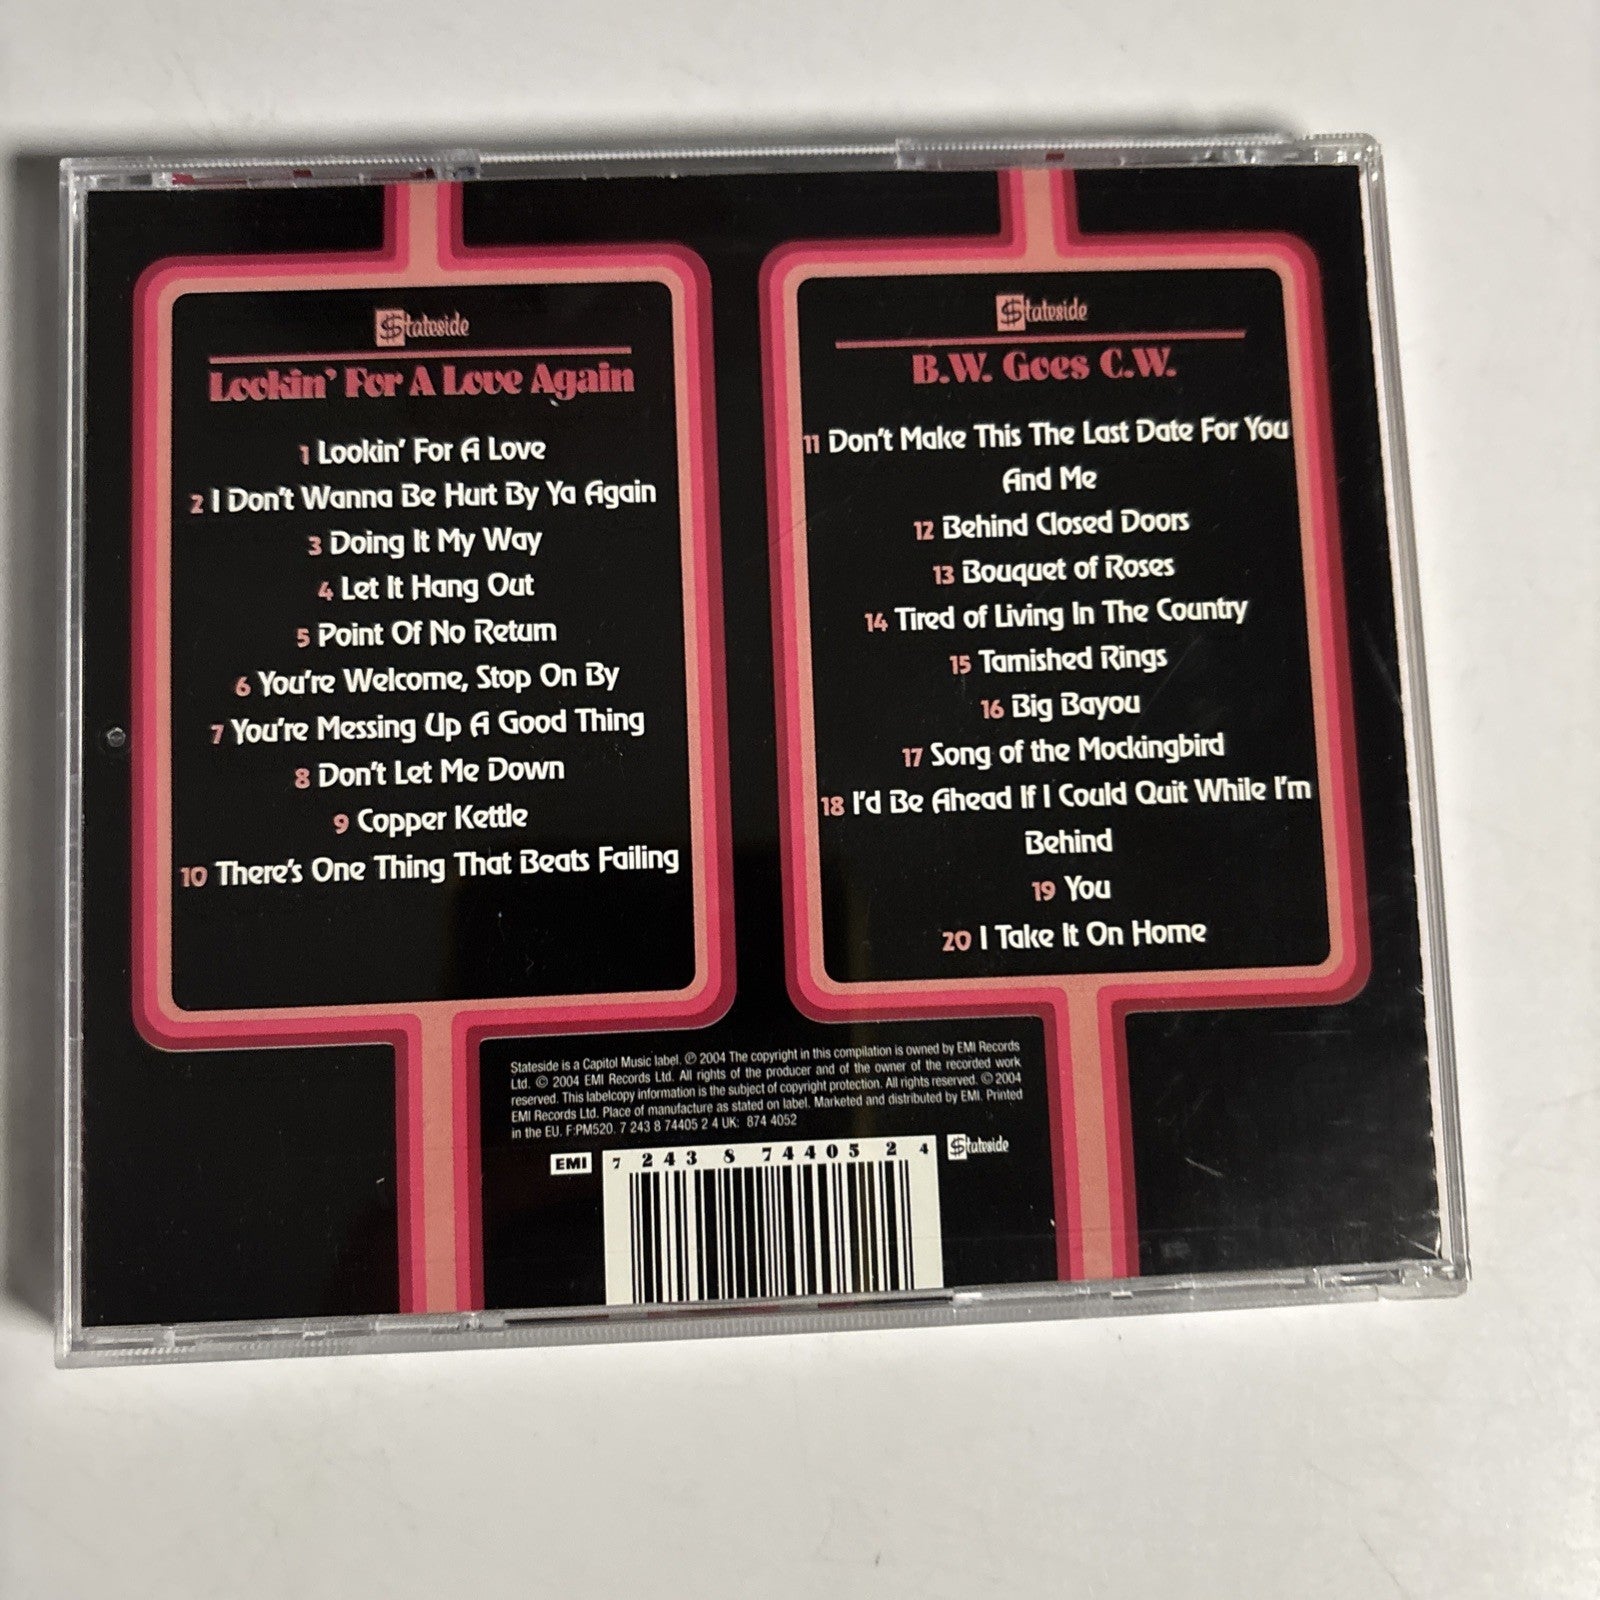 Stateside
Lookin' For A Love Again
1 Lookin' For A Love
2 I Don't Wanna Be Hurt By Ya Again
3 Doing It My Way
4 Let It Hang Out
5 Point Of No Return
6 You're Welcome, Stop On By
7 You're Messing Up A Good Thing
8 Don't Let Me Down
9 Copper Kettle
10 There's One Thing That Beats Failing
Stateside
B.W. Goes C.W.
11 Don't Make This The Last Date For You
And Me
12 Behind Closed Doors
13 Bouquet of Roses
14 Tired of Living In The Country
15 Tarnished Rings
16 Big Bayou
17 Song of the Mockingbird
18 I'd Be Ahead If I Could Quit While I'm
Behind
19 You
20 I Take It On Home
Stateside is a Capitol Music label. ℗ 2004 The copyright in this compilation is owned by EMI Records
Ltd. © 2004 EMI Records Ltd. All rights of the producer and of the owner of the recorded work
reserved. This labelcopy information is the subject of copyright protection. All rights reserved. © 2004
EMI Records Ltd. Place of manufacture as stated on label. Marketed and distributed by EMI. Printed
in the EU. F:PM520. 7 243 8 74405 2 4 UK: 874 4052
EMI
7 243 8 74405 2 4
Stateside